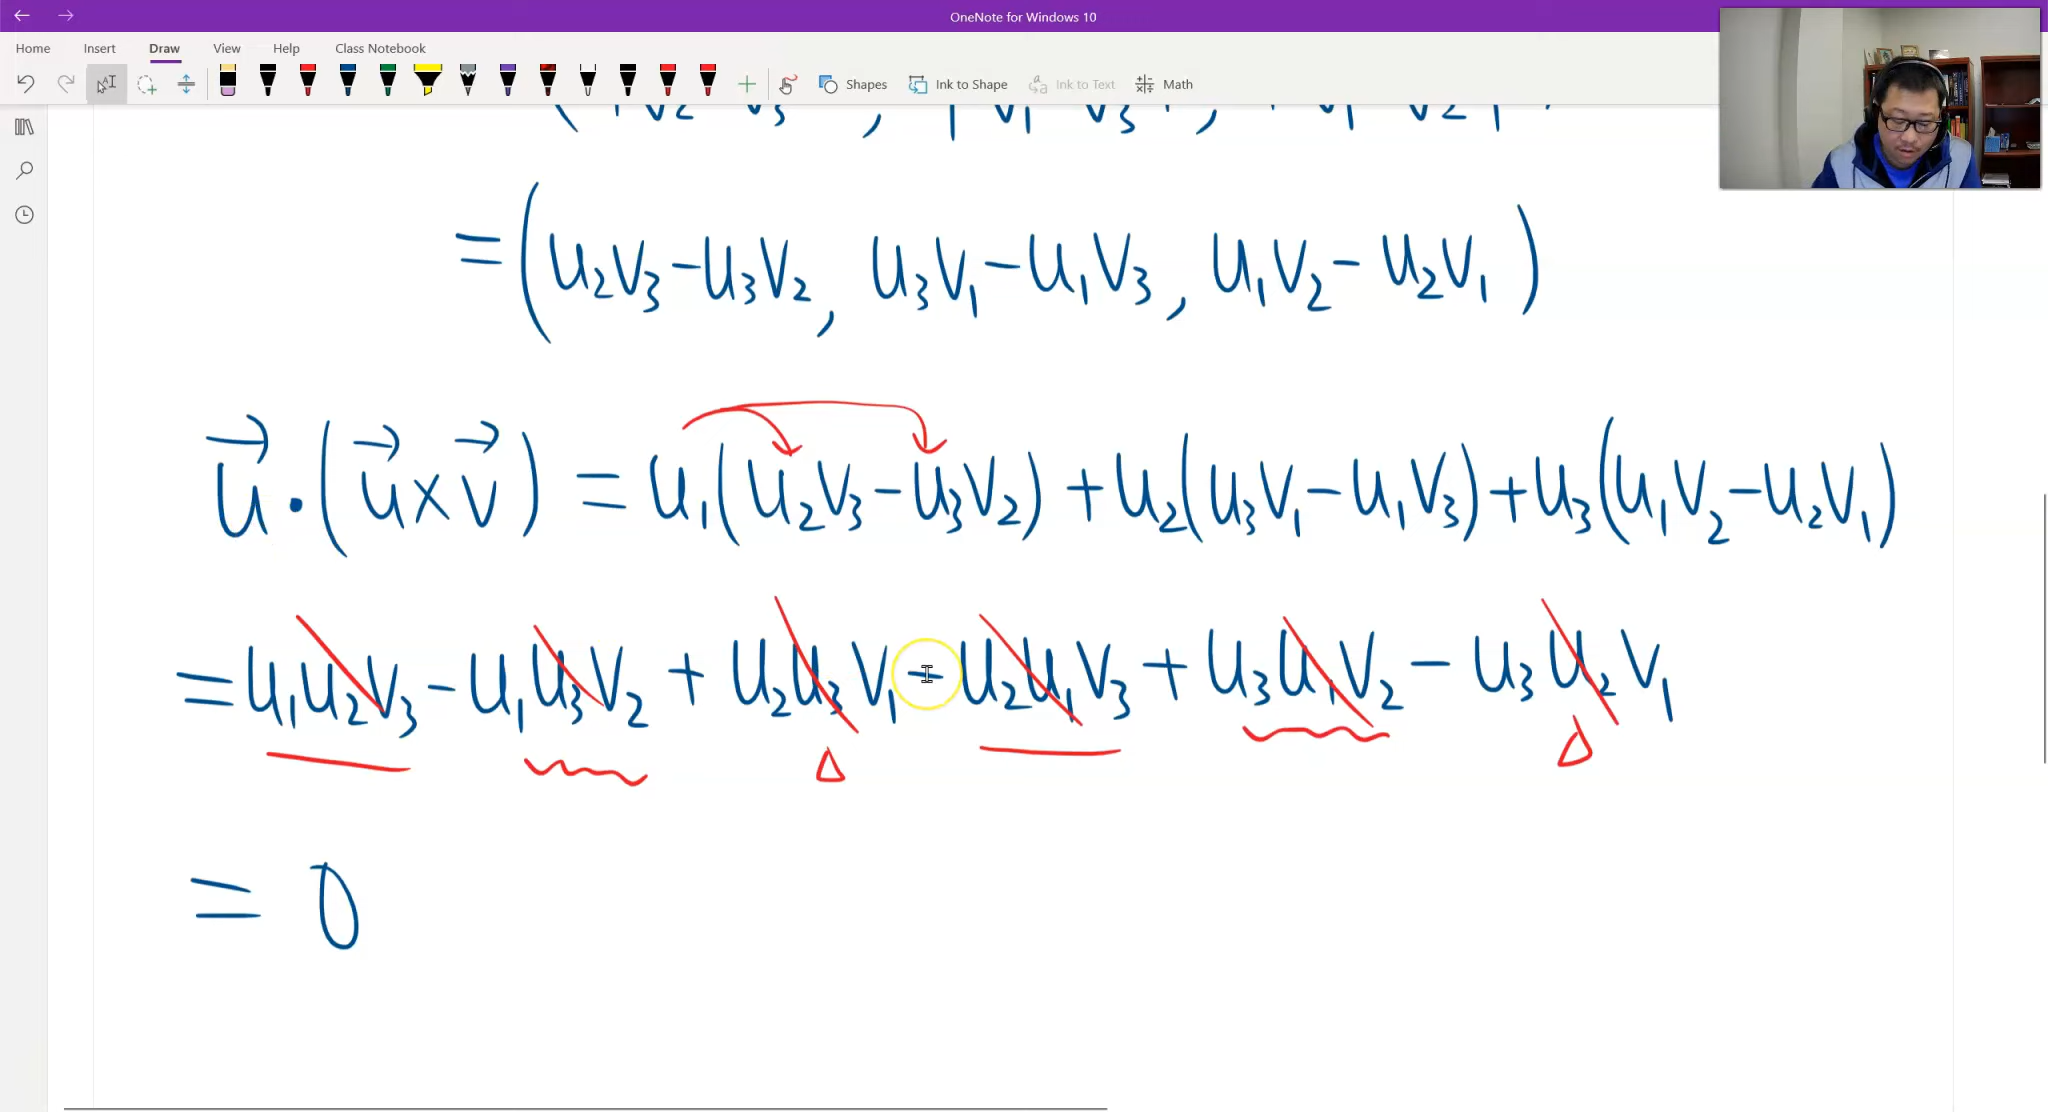 OneNote for Windows 10
Home Insert Draw View Help Class Notebook
Shapes Ink to Shape Ink to Text Math
= (u₂v₃ - u₃v₂, u₃v₁ - u₁v₃, u₁v₂ - u₂v₁)
u⃗ · (u⃗ × v⃗) = u₁(u₂v₃ - u₃v₂) + u₂(u₃v₁ - u₁v₃) + u₃(u₁v₂ - u₂v₁)
= u₁u₂v₃ - u₁u₃v₂ + u₂u₃v₁ - u₂u₁v₃ + u₃u₁v₂ - u₃u₂v₁
= 0